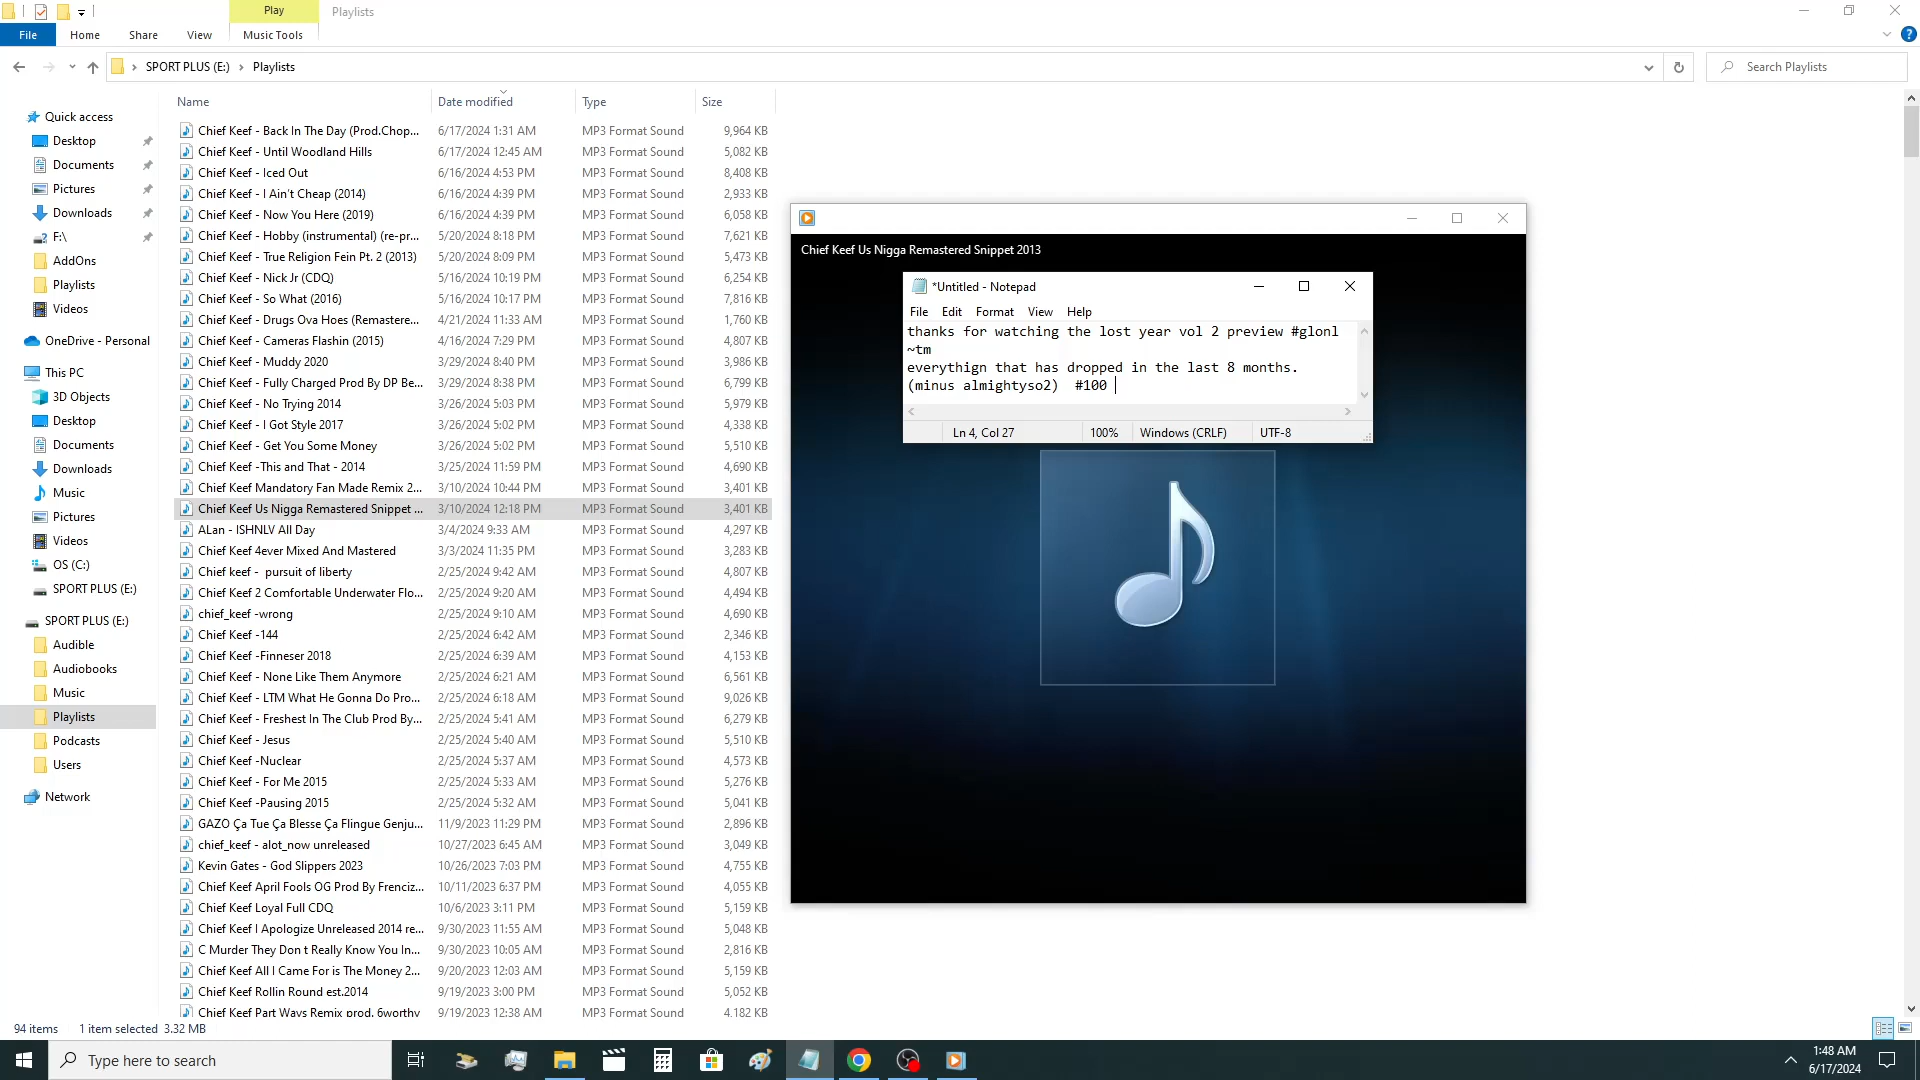 Play
Playlists
File
Home
Share
View
Music Tools
SPORT PLUS (E:)
Playlists
Search Playlists
Name
Date modified
Type
Size
Quick access
Desktop
Documents
Pictures
Downloads
F:\
AddOns
Playlists
Videos
OneDrive - Personal
This PC
3D Objects
Desktop
Documents
Downloads
Music
Pictures
Videos
OS (C:)
SPORT PLUS (E:)
SPORT PLUS (E:)
Audible
Audiobooks
Music
Playlists
Podcasts
Users
Network
Chief Keef - Back In The Day (Prod.Chop... 6/17/2024 1:31 AM MP3 Format Sound 9,964 KB
Chief Keef - Until Woodland Hills 6/17/2024 12:45 AM MP3 Format Sound 5,082 KB
Chief Keef - Iced Out 6/16/2024 4:53 PM MP3 Format Sound 8,408 KB
Chief Keef - I Ain't Cheap (2014) 6/16/2024 4:39 PM MP3 Format Sound 2,933 KB
Chief Keef - Now You Here (2019) 6/16/2024 4:39 PM MP3 Format Sound 6,058 KB
Chief Keef - Hobby (instrumental) (re-pr... 5/20/2024 8:18 PM MP3 Format Sound 7,621 KB
Chief Keef - True Religion Fein Pt. 2 (2013) 5/20/2024 8:09 PM MP3 Format Sound 5,473 KB
Chief Keef - Nick Jr (CDQ) 5/16/2024 10:19 PM MP3 Format Sound 6,254 KB
Chief Keef - So What (2016) 5/16/2024 10:17 PM MP3 Format Sound 7,816 KB
Chief Keef - Drugs Ova Hoes (Remastere... 4/21/2024 11:33 AM MP3 Format Sound 1,760 KB
Chief Keef - Cameras Flashin (2015) 4/16/2024 7:29 PM MP3 Format Sound 4,807 KB
Chief Keef - Muddy 2020 3/29/2024 8:40 PM MP3 Format Sound 3,986 KB
Chief Keef - Fully Charged Prod By DP Be... 3/29/2024 8:38 PM MP3 Format Sound 6,799 KB
Chief Keef - No Trying 2014 3/26/2024 5:03 PM MP3 Format Sound 5,979 KB
Chief Keef - I Got Style 2017 3/26/2024 5:02 PM MP3 Format Sound 4,338 KB
Chief Keef - Get You Some Money 3/26/2024 5:02 PM MP3 Format Sound 5,510 KB
Chief Keef -This and That - 2014 3/25/2024 11:59 PM MP3 Format Sound 4,690 KB
Chief Keef Mandatory Fan Made Remix 2... 3/10/2024 10:44 PM MP3 Format Sound 3,401 KB
Chief Keef Us Nigga Remastered Snippet ... 3/10/2024 12:18 PM MP3 Format Sound 3,401 KB
ALan - ISHNLV All Day 3/4/2024 9:33 AM MP3 Format Sound 4,297 KB
Chief Keef 4ever Mixed And Mastered 3/3/2024 11:35 PM MP3 Format Sound 3,283 KB
Chief keef -  pursuit of liberty 2/25/2024 9:42 AM MP3 Format Sound 4,807 KB
Chief Keef 2 Comfortable Underwater Flo... 2/25/2024 9:20 AM MP3 Format Sound 4,494 KB
chief_keef -wrong 2/25/2024 9:10 AM MP3 Format Sound 4,690 KB
Chief Keef -144 2/25/2024 6:42 AM MP3 Format Sound 2,346 KB
Chief Keef -Finneser 2018 2/25/2024 6:39 AM MP3 Format Sound 4,153 KB
Chief Keef - None Like Them Anymore 2/25/2024 6:21 AM MP3 Format Sound 6,561 KB
Chief Keef - LTM What He Gonna Do Pro... 2/25/2024 6:18 AM MP3 Format Sound 9,026 KB
Chief Keef - Freshest In The Club Prod By... 2/25/2024 5:41 AM MP3 Format Sound 6,279 KB
Chief Keef - Jesus 2/25/2024 5:40 AM MP3 Format Sound 5,510 KB
Chief Keef -Nuclear 2/25/2024 5:37 AM MP3 Format Sound 4,573 KB
Chief Keef - For Me 2015 2/25/2024 5:33 AM MP3 Format Sound 5,276 KB
Chief Keef -Pausing 2015 2/25/2024 5:32 AM MP3 Format Sound 5,041 KB
GAZO Ça Tue Ça Blesse Ça Flingue Genju... 11/9/2023 11:29 PM MP3 Format Sound 2,896 KB
chief_keef - alot_now unreleased 10/27/2023 6:45 AM MP3 Format Sound 3,049 KB
Kevin Gates - God Slippers 2023 10/26/2023 7:03 PM MP3 Format Sound 4,755 KB
Chief Keef April Fools OG Prod By Frenciz... 10/11/2023 6:37 PM MP3 Format Sound 4,055 KB
Chief Keef Loyal Full CDQ 10/6/2023 3:11 PM MP3 Format Sound 5,159 KB
Chief Keef I Apologize Unreleased 2014 re... 9/30/2023 11:55 AM MP3 Format Sound 5,048 KB
C Murder They Don t Really Know You In... 9/30/2023 10:05 AM MP3 Format Sound 2,816 KB
Chief Keef All I Came For is The Money 2... 9/20/2023 12:03 AM MP3 Format Sound 5,159 KB
Chief Keef Rollin Round est.2014 9/19/2023 3:00 PM MP3 Format Sound 5,052 KB
Chief Keef Part Ways Remix prod. 6worthy 9/19/2023 12:38 AM MP3 Format Sound 4,182 KB
Chief Keef Us Nigga Remastered Snippet 2013
*Untitled - Notepad
File Edit Format View Help
thanks for watching the lost year vol 2 preview #glonl
~tm
everythign that has dropped in the last 8 months.
(minus almightyso2)  #100
Ln 4, Col 27 100% Windows (CRLF) UTF-8
94 items 1 item selected 3.32 MB
Type here to search
1:48 AM
6/17/2024